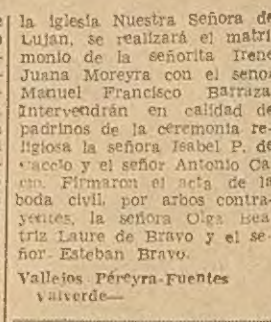 la iglesia Nuestra Señora de
Luján, se realizará el matri
monio de la señorita Irene
Juana Moreyra con el señor
Manuel Francisco Barraza.
Intervendrán en calidad de
padrinos de la ceremonia re-
ligiosa la señora Isabel P. de
y el señor Antonio Ca
Firmaron el acta de la
boda civil, por arbos contra-
yentes, la señora Olga Bea
triz Laure de Bravo y el se-
ñor Esteban Bravo.
Vallejos Péreyra-Fuentes
Valverde—